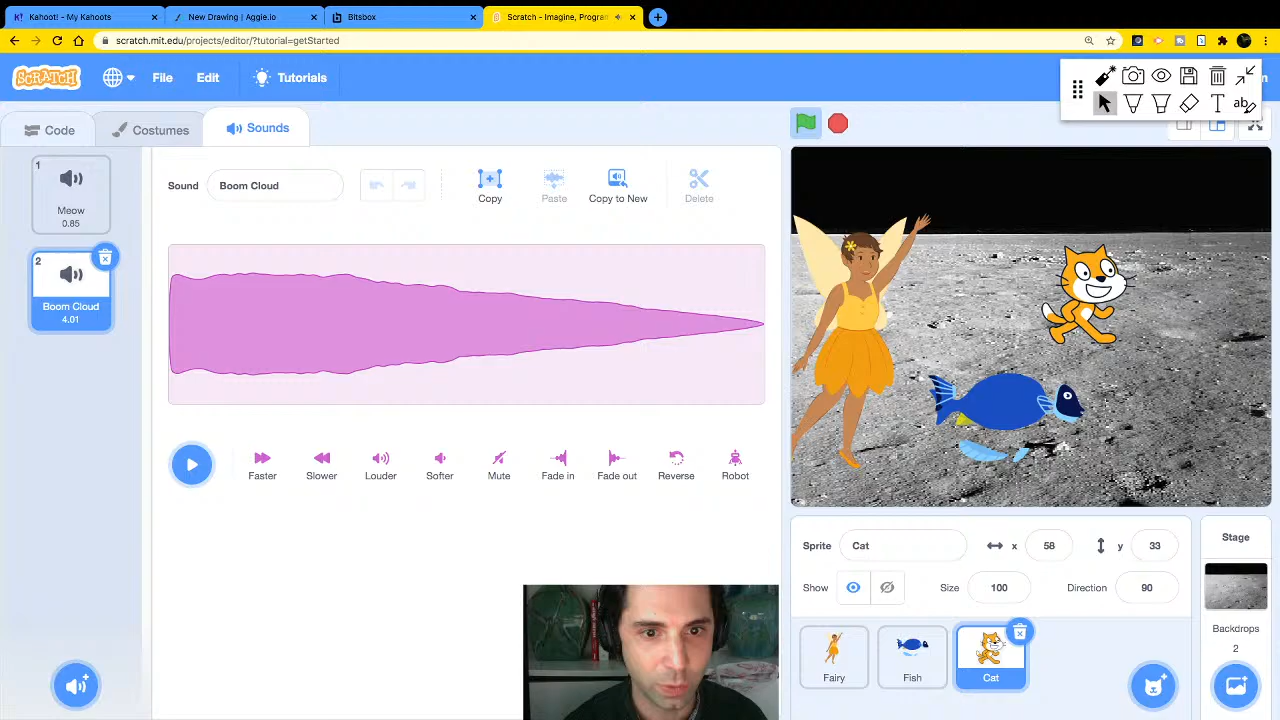 Kahoot! - My Kahoots
New Drawing | Aggie.io
Bitsbox
Scratch - Imagine, Program
scratch.mit.edu/projects/editor/?tutorial=getStarted
SCRATCH
File
Edit
Tutorials
T
ab
Code
Costumes
Sounds
1
Meow
0.85
2
Boom Cloud
4.01
Sound
Boom Cloud
Copy
Paste
Copy to New
Delete
Faster
Slower
Louder
Softer
Mute
Fade in
Fade out
Reverse
Robot
Sprite
Cat
x
58
y
33
Show
Size
100
Direction
90
Fairy
Fish
Cat
Stage
Backdrops
2